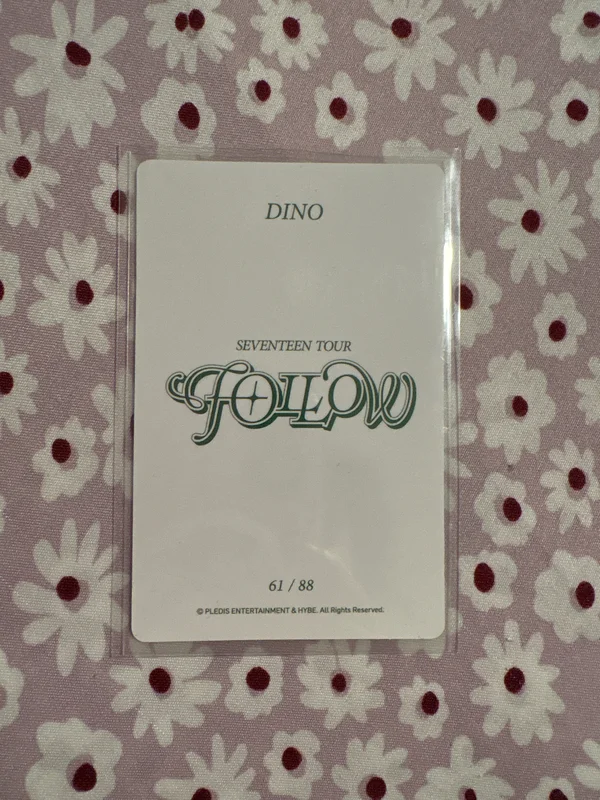 DINO
SEVENTEEN TOUR
FOLLOW
61 / 88
© PLEDIS ENTERTAINMENT & HYBE. All Rights Reserved.